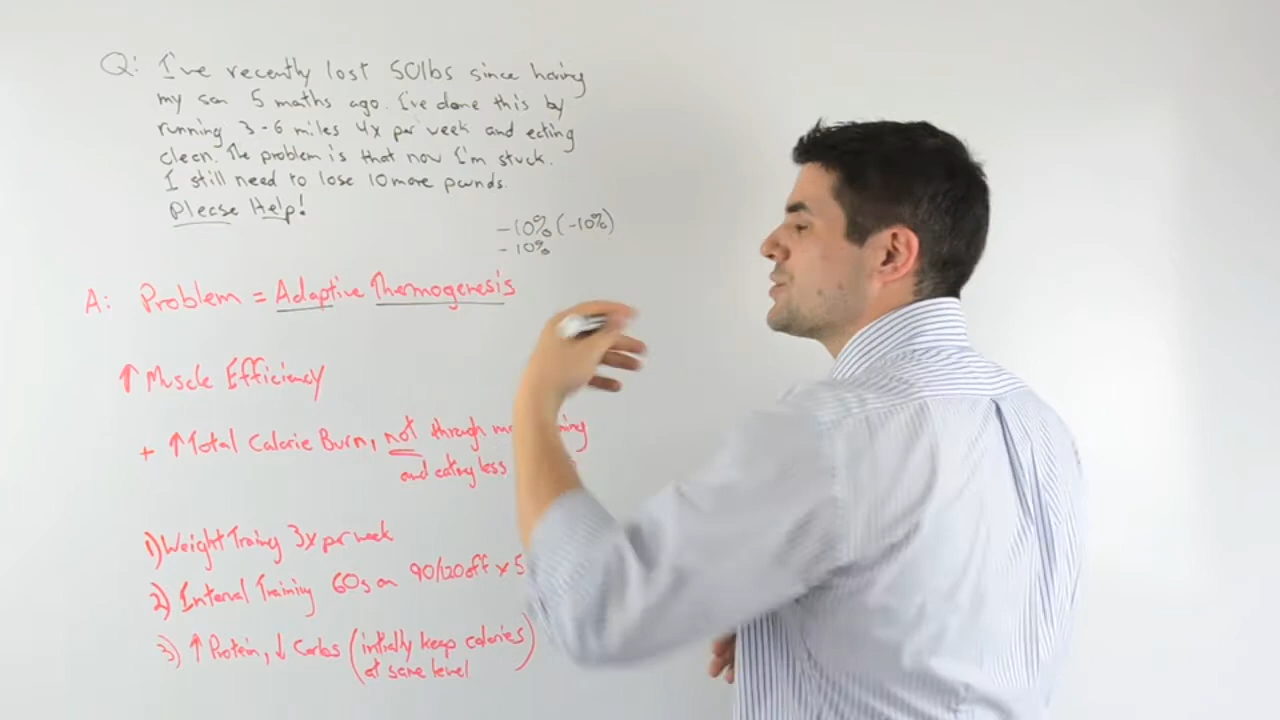 Q: I've recently lost 50lbs since having
my son 5 months ago. I've done this by
running 3-6 miles 4x per week and eating
clean. The problem is that now I'm stuck.
I still need to lose 10 more pounds.
Please Help!
-10% (-10%)
-10%
A: Problem = Adaptive Thermogenesis
↑ Muscle Efficiency
+ ↑Total Calorie Burn, not through
and eating less
1) Weight Training 3x per week
2) Interval Training 60s on 90/120 off x 5
3) ↑ Protein, ↓ Carbs (initially keep calories
at same level)